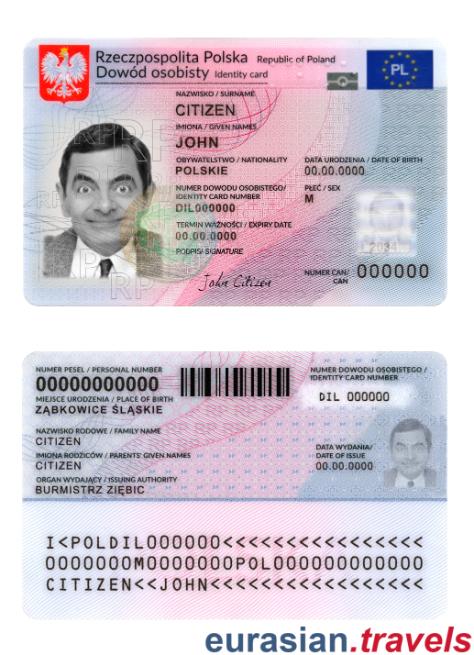 Rzeczpospolita Polska Republic of Poland
Dowód osobisty Identity card
PL
NAZWISKO / SURNAME
CITIZEN
IMIONA / GIVEN NAMES
JOHN
OBYWATELSTWO / NATIONALITY DATA URODZENIA / DATE OF BIRTH
POLSKIE 00.00.0000
NUMER DOWODU OSOBISTEGO/ PŁEĆ / SEX
IDENTITY CARD NUMBER M
DIL000000
TERMIN WAŻNOŚCI / EXPIRY DATE
00.00.0000
PODPIS/ SIGNATURE
John Citizen
NUMER CAN/ 000000
CAN
NUMER PESEL / PERSONAL NUMBER NUMER DOWODU OSOBISTEGO /
00000000000 IDENTITY CARD NUMBER
MIEJSCE URODZENIA / PLACE OF BIRTH DIL 000000
ZĄBKOWICE ŚLĄSKIE
NAZWISKO RODOWE / FAMILY NAME
CITIZEN
IMIONA RODZICÓW / PARENTS' GIVEN NAMES DATA WYDANIA/
CITIZEN DATE OF ISSUE
ORGAN WYDAJĄCY / ISSUING AUTHORITY 00.00.0000
BURMISTRZ ZIĘBIC
I<POLDIL000000<<<<<<<<<<<<<<<<
0000000M0000000POL000000000000
CITIZEN<<JOHN<<<<<<<<<<<<<<<<<
eurasian.travels